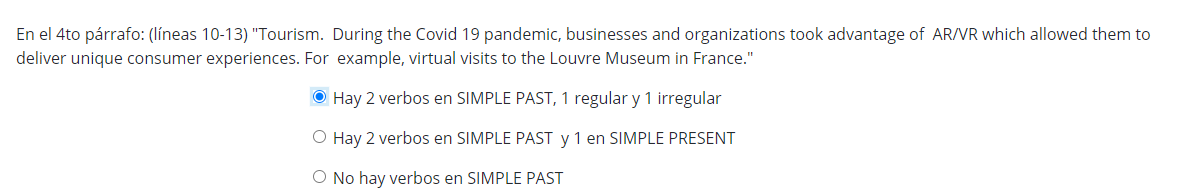 En el 4to párrafo: (líneas 10-13) "Tourism.  During the Covid 19 pandemic, businesses and organizations took advantage of  AR/VR which allowed them to
deliver unique consumer experiences. For  example, virtual visits to the Louvre Museum in France."
Hay 2 verbos en SIMPLE PAST, 1 regular y 1 irregular
Hay 2 verbos en SIMPLE PAST  y 1 en SIMPLE PRESENT
No hay verbos en SIMPLE PAST